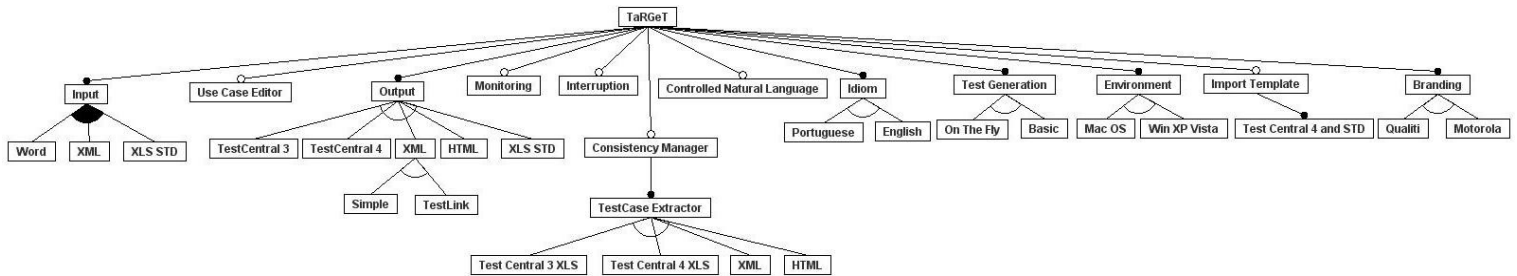 TaRGeT
Input
Use Case Editor
Output
Monitoring
Interruption
Controlled Natural Language
Idiom
Test Generation
Environment
Import Template
Branding
Word
XML
XLS STD
TestCentral 3
TestCentral 4
XML
HTML
XLS STD
Consistency Manager
Portuguese
English
On The Fly
Basic
Mac OS
Win XP Vista
Test Central 4 and STD
Qualiti
Motorola
Simple
TestLink
TestCase Extractor
Test Central 3 XLS
Test Central 4 XLS
XML
HTML